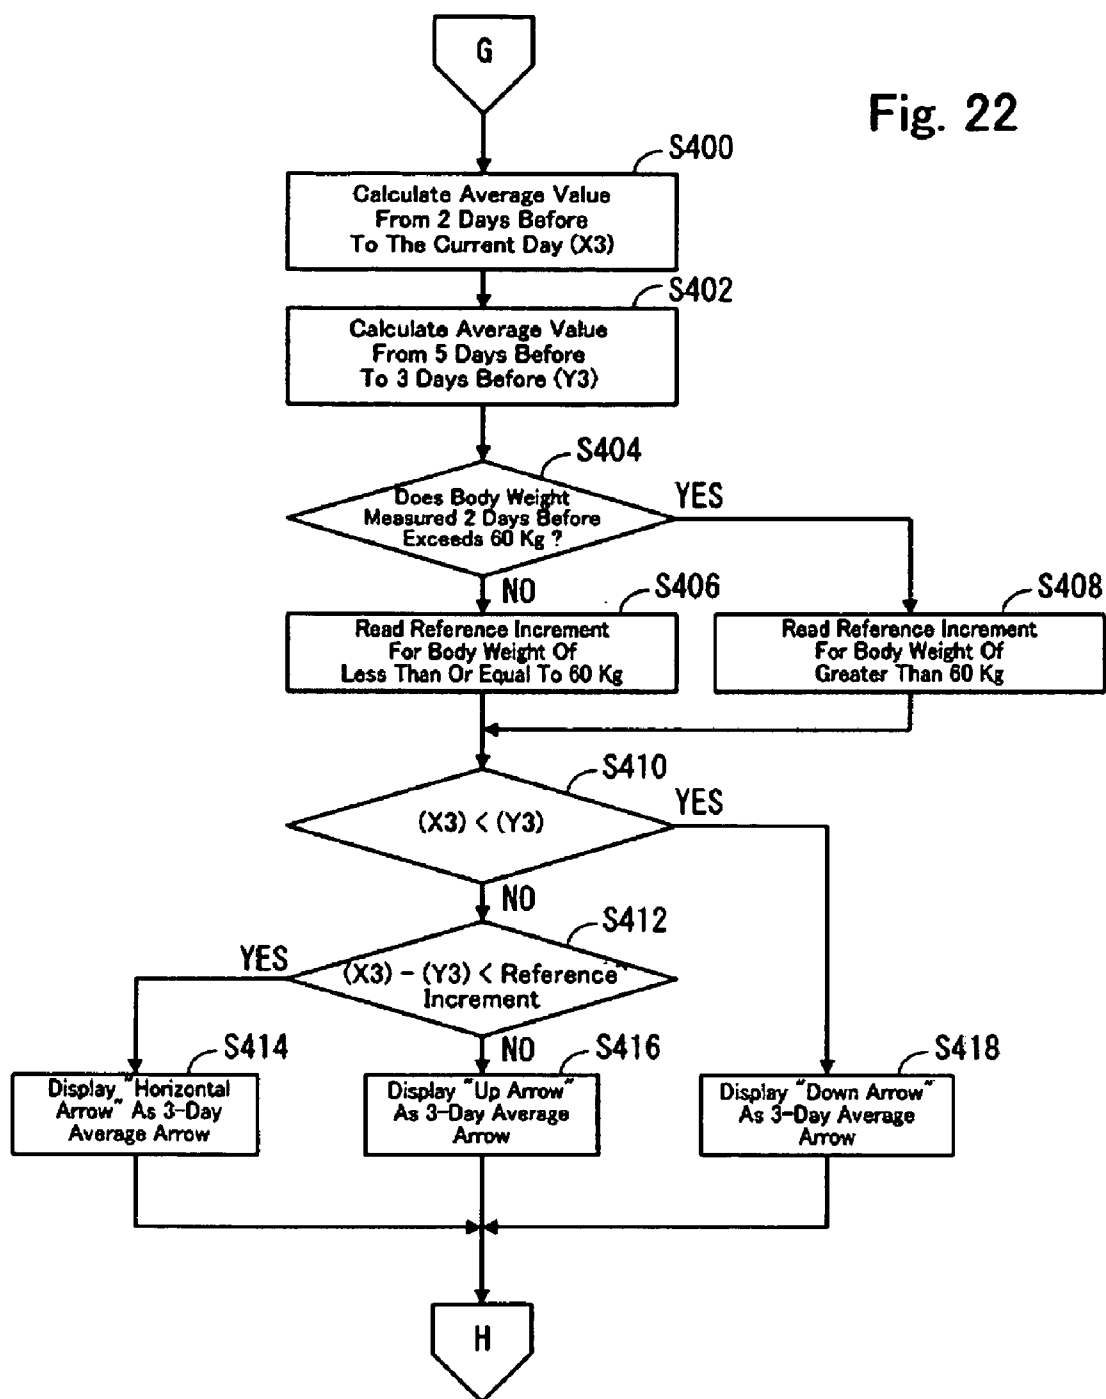 G
Fig. 22
S400
Calculate Average Value
From 2 Days Before
To The Current Day (X3)
S402
Calculate Average Value
From 5 Days Before
To 3 Days Before (Y3)
S404
Does Body Weight
Measured 2 Days Before
Exceeds 60 Kg ?
YES
NO
S406
Read Reference Increment
For Body Weight Of
Less Than Or Equal To 60 Kg
S408
Read Reference Increment
For Body Weight Of
Greater Than 60 Kg
S410
(X3) < (Y3)
YES
NO
S412
(X3) - (Y3) < Reference
Increment
YES
NO
S414
Display "Horizontal
Arrow" As 3-Day
Average Arrow
S416
Display "Up Arrow"
As 3-Day Average
Arrow
S418
Display "Down Arrow"
As 3-Day Average
Arrow
H